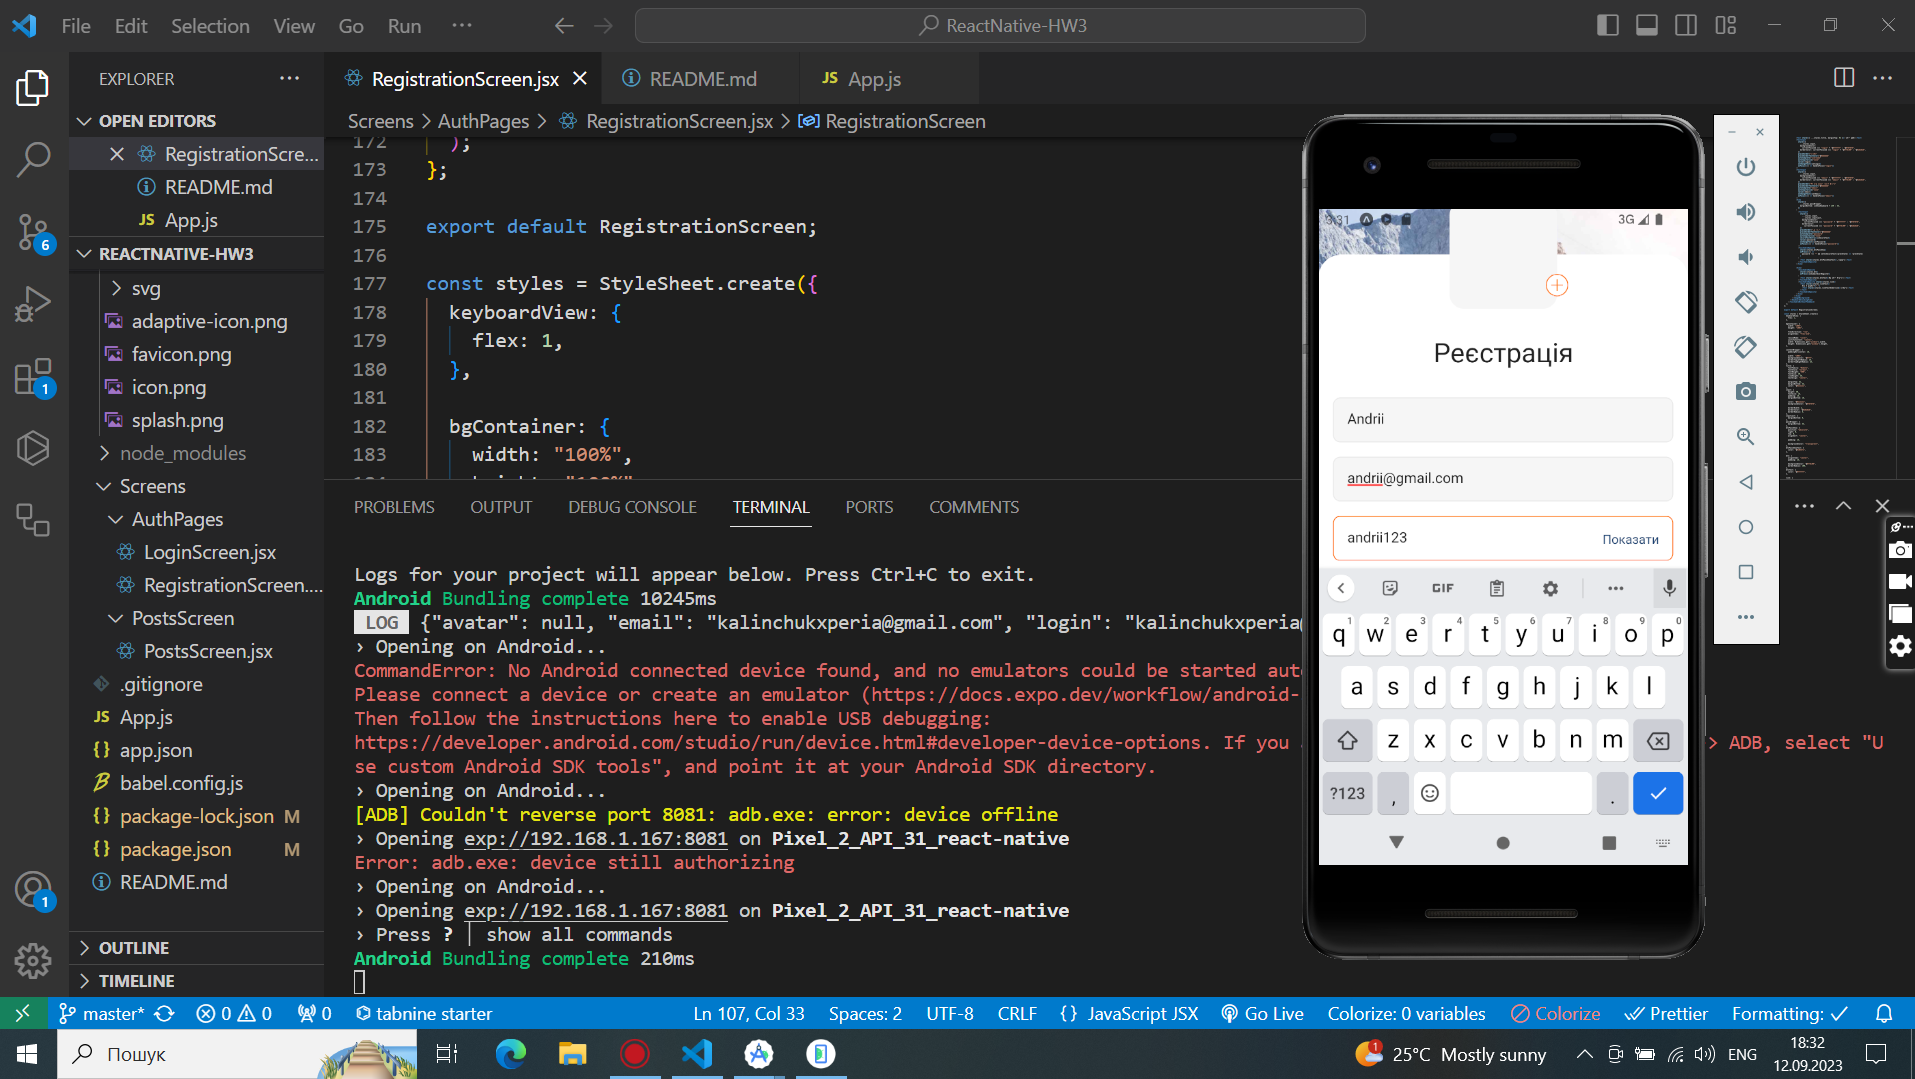 File Edit Selection View Go Run ···
ReactNative-HW3
EXPLORER
OPEN EDITORS
RegistrationScre...
README.md
JS App.js
REACTNATIVE-HW3
svg
adaptive-icon.png
favicon.png
icon.png
splash.png
node_modules
Screens
AuthPages
LoginScreen.jsx
RegistrationScreen....
PostsScreen
PostsScreen.jsx
.gitignore
JS App.js
{} app.json
babel.config.js
{} package-lock.json M
{} package.json M
README.md
OUTLINE
TIMELINE
6
1
1
RegistrationScreen.jsx README.md JS App.js
Screens > AuthPages > RegistrationScreen.jsx > RegistrationScreen
172 );
173 };
174
175 export default RegistrationScreen;
176
177 const styles = StyleSheet.create({
178 keyboardView: {
179 flex: 1,
180 },
181
182 bgContainer: {
183 width: "100%",
PROBLEMS OUTPUT DEBUG CONSOLE TERMINAL PORTS COMMENTS
Logs for your project will appear below. Press Ctrl+C to exit.
Android Bundling complete 10245ms
LOG {"avatar": null, "email": "kalinchukxperia@gmail.com", "login": "kalinchukxperia@
› Opening on Android...
CommandError: No Android connected device found, and no emulators could be started aut
Please connect a device or create an emulator (https://docs.expo.dev/workflow/android-
Then follow the instructions here to enable USB debugging:
https://developer.android.com/studio/run/device.html#developer-device-options. If you > ADB, select "U
se custom Android SDK tools", and point it at your Android SDK directory.
› Opening on Android...
[ADB] Couldn't reverse port 8081: adb.exe: error: device offline
› Opening exp://192.168.1.167:8081 on Pixel_2_API_31_react-native
Error: adb.exe: device still authorizing
› Opening on Android...
› Opening exp://192.168.1.167:8081 on Pixel_2_API_31_react-native
› Press ? │ show all commands
Android Bundling complete 210ms
3G
Реєстрація
Andrii
andrii@gmail.com
andrii123 Показати
GIF
q1 w2 e3 r4 t5 y6 u7 i8 o9 p0
a s d f g h j k l
z x c v b n m
?123 , .
master* 0 0 0 tabnine starter Ln 107, Col 33 Spaces: 2 UTF-8 CRLF {} JavaScript JSX Go Live Colorize: 0 variables Colorize Prettier Formatting:
Пошук
1
25°C Mostly sunny
ENG
18:32
12.09.2023